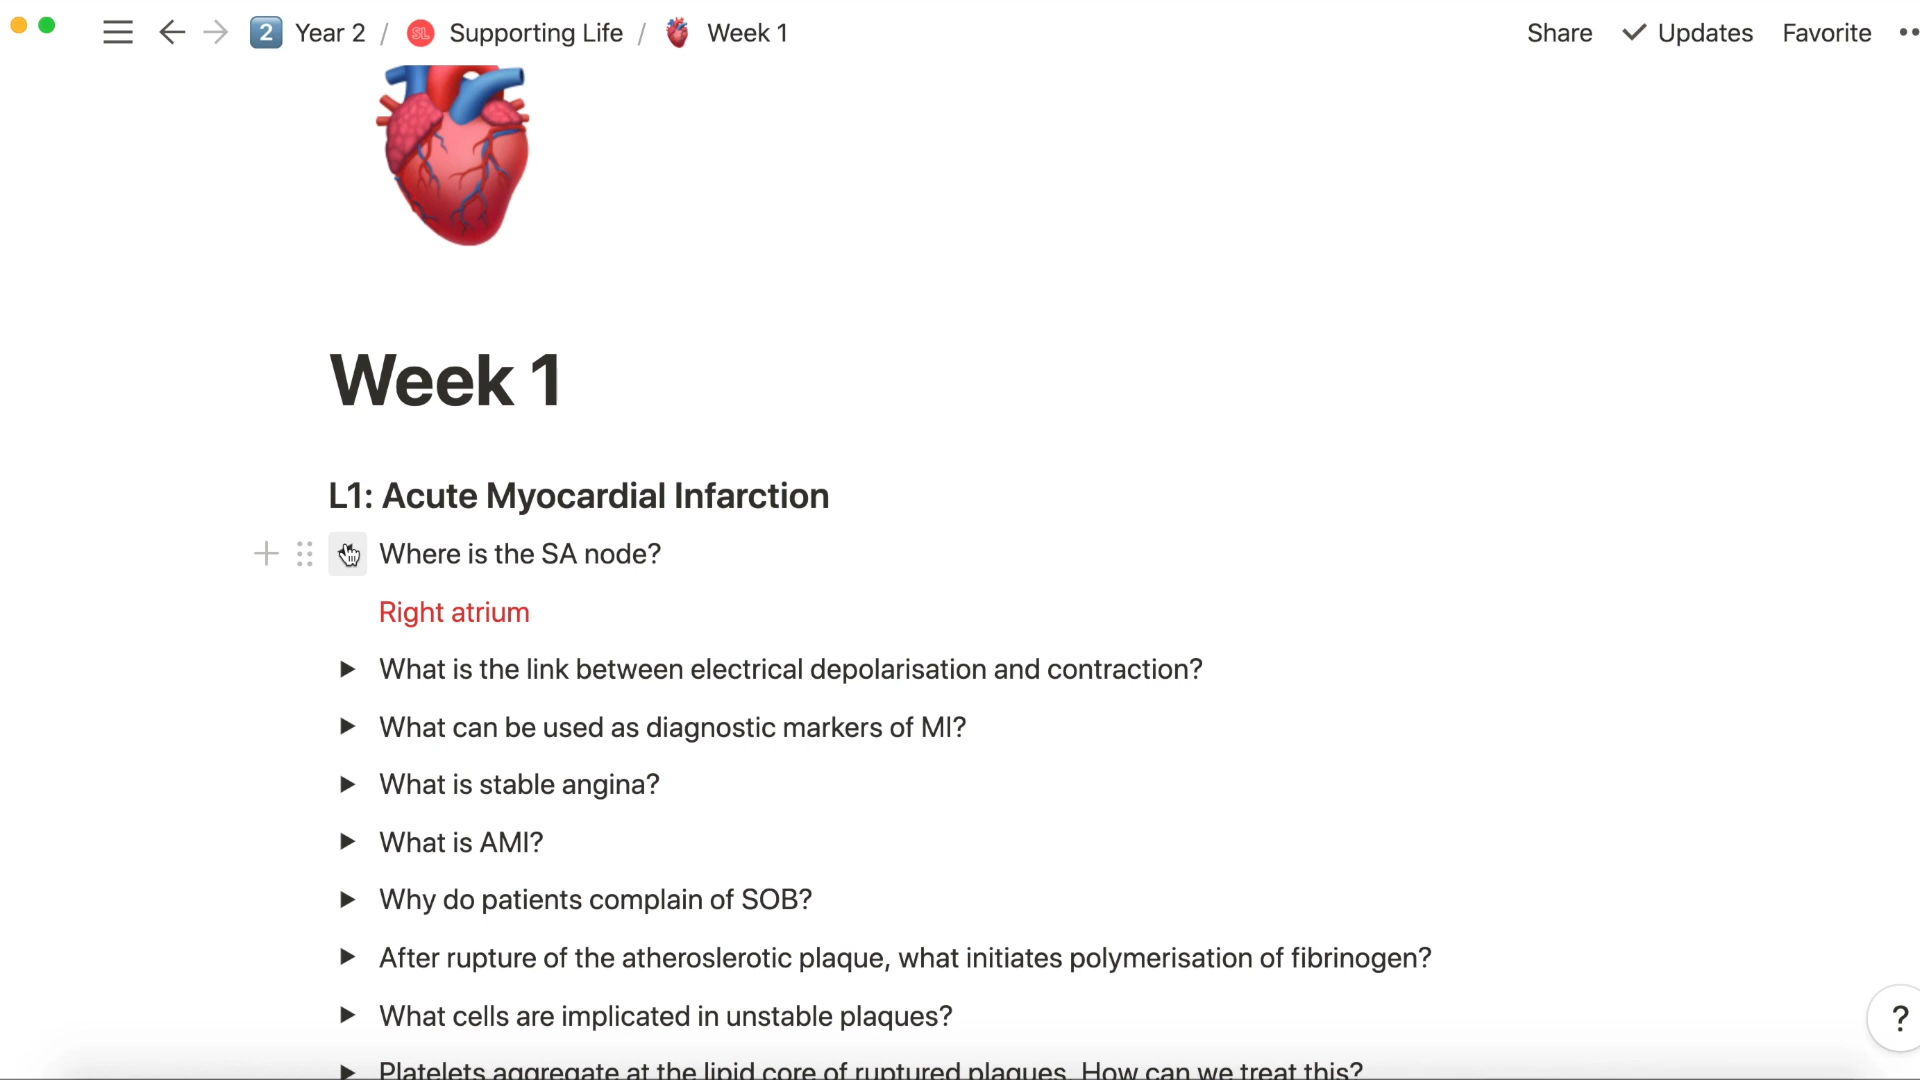 2 Year 2 / SL Supporting Life / Week 1
Share ✓ Updates Favorite
Week 1
L1: Acute Myocardial Infarction
Where is the SA node?
Right atrium
What is the link between electrical depolarisation and contraction?
What can be used as diagnostic markers of MI?
What is stable angina?
What is AMI?
Why do patients complain of SOB?
After rupture of the atheroslerotic plaque, what initiates polymerisation of fibrinogen?
What cells are implicated in unstable plaques?
?
Platelets aggregate at the lipid core of ruptured plaques. How can we treat this?